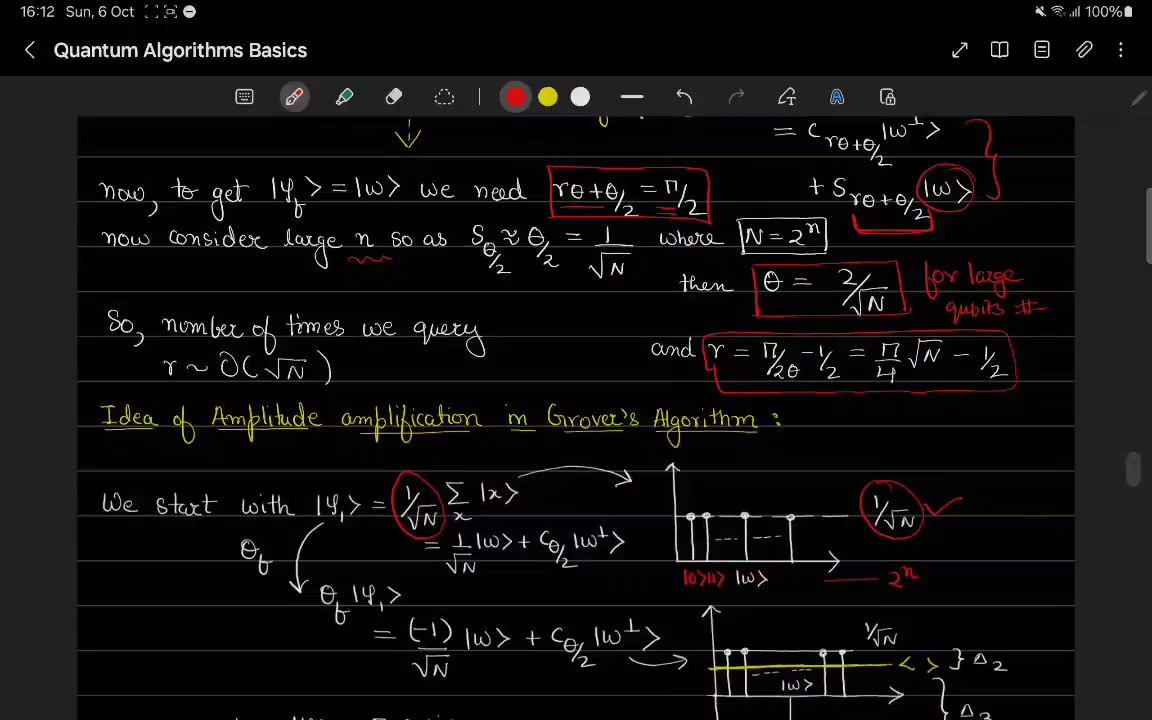 16:12 Sun, 6 Oct 100%
Quantum Algorithms Basics
= C_{rθ+θ/2} |w^⊥>
now, to get |ψ_f> = |w> we need rθ + θ/2 = π/2 + S_{rθ+θ/2} |w>
now consider large n so as S_{θ/2} ≈ θ/2 = 1/√N where N = 2^n
then θ = 2/√N for large qubits #
So, number of times we query
r ~ O(√N) and r = π/2θ - 1/2 = π/4 √N - 1/2
Idea of Amplitude amplification in Grover's Algorithm :
We start with |ψ_1> = 1/√N Σ_x |x> 1/√N
= 1/√N |w> + C_{θ/2} |w^⊥>
|0> |1> |w> 2^n
θ_f
θ_f |ψ_1>
= (-1)/√N |w> + C_{θ/2} |w^⊥> 1/√N
< > } Δ_2
|w>